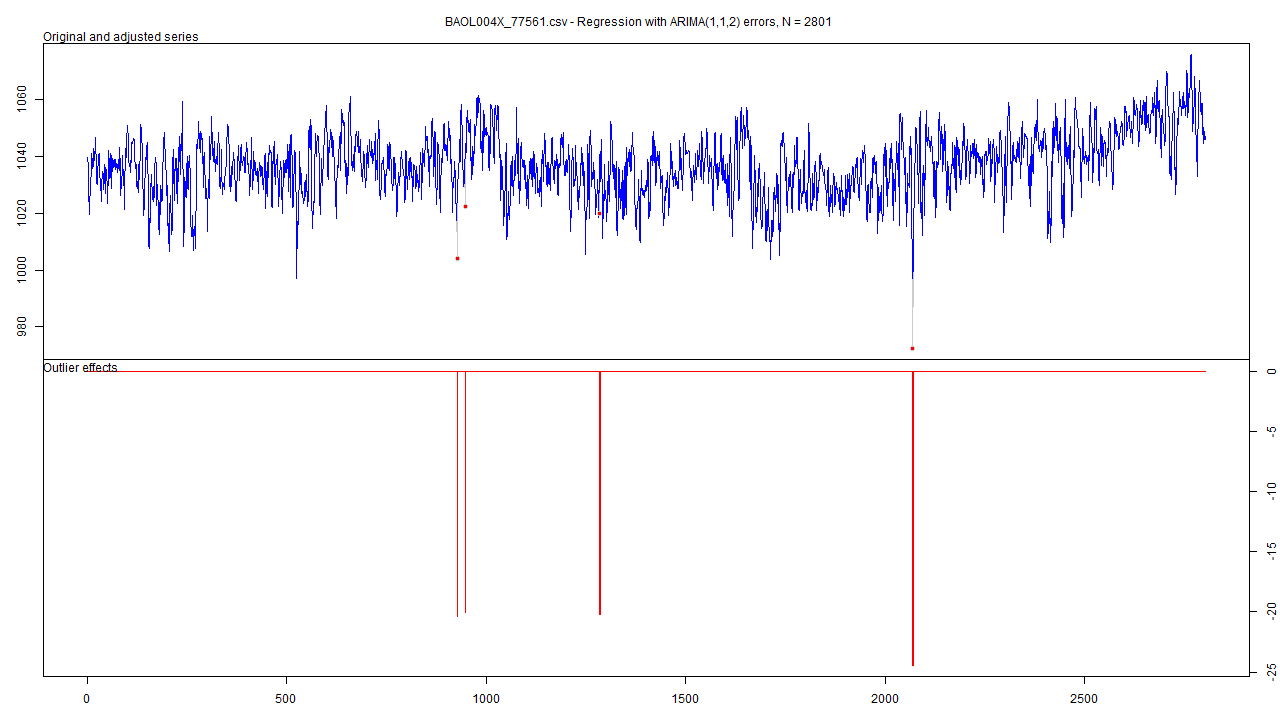 BAOL004X_77561.csv - Regression with ARIMA(1,1,2) errors, N = 2801
Original and adjusted series
1060
1040
1020
1000
980
Outlier effects
0
-5
-10
-15
-20
-25
0 500 1000 1500 2000 2500